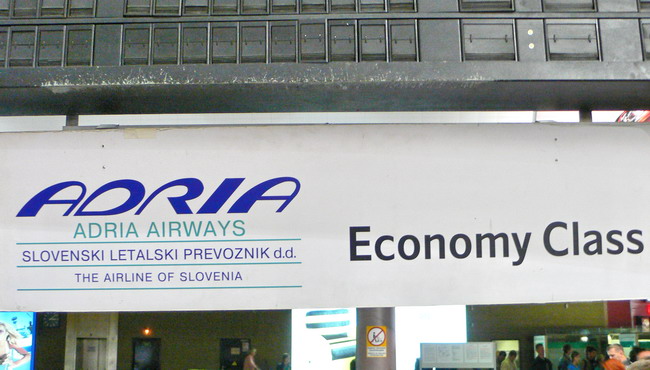 ADRIA
ADRIA AIRWAYS
SLOVENSKI LETALSKI PREVOZNIK d.d.
THE AIRLINE OF SLOVENIA
Economy Class